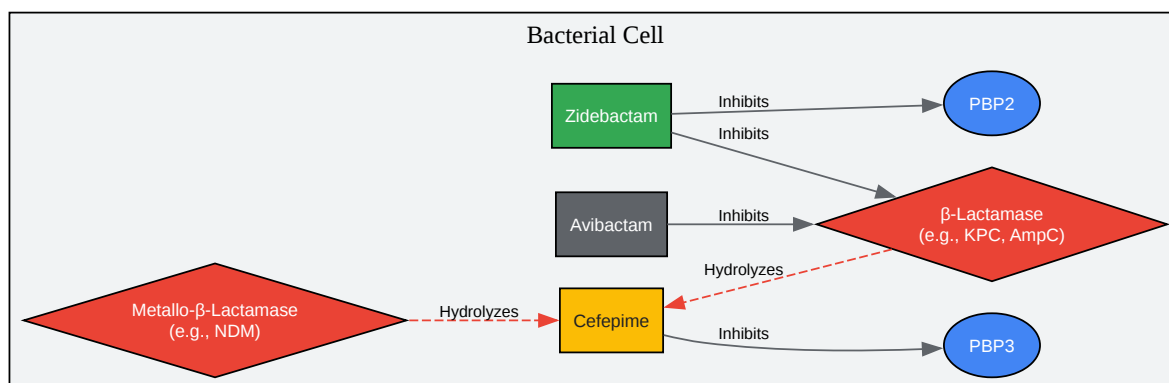 Bacterial Cell
Zidebactam
Inhibits
PBP2
Inhibits
Avibactam
Inhibits
β-Lactamase
(e.g., KPC, AmpC)
Hydrolyzes
Metallo-β-Lactamase
(e.g., NDM)
Hydrolyzes
Cefepime
Inhibits
PBP3